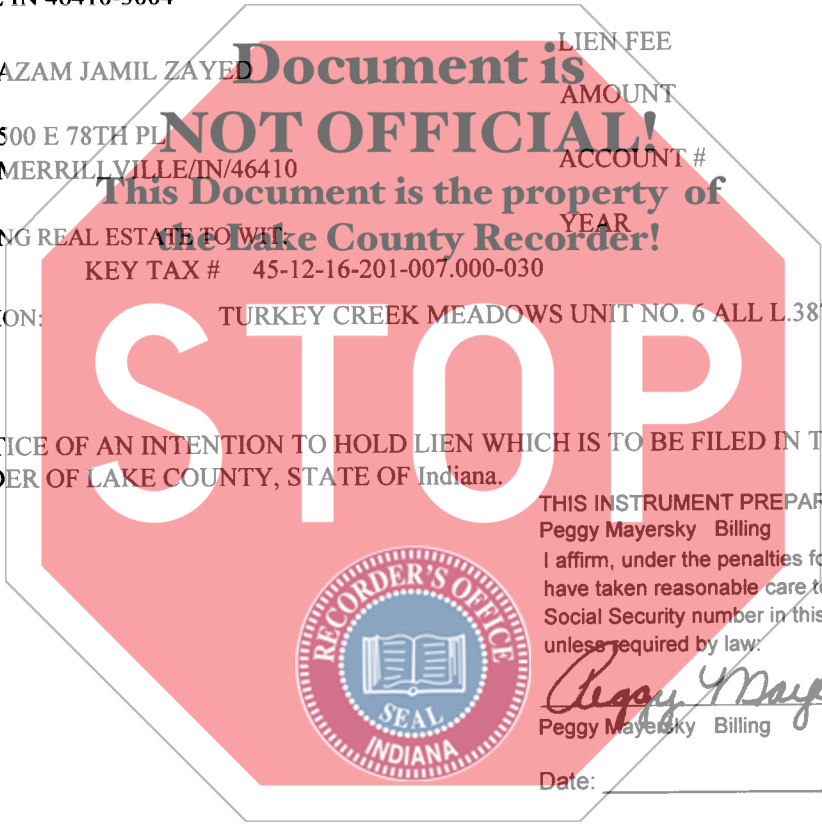 IN 46410-3664
AZAM JAMIL ZAYED
LIEN FEE
Document is
AMOUNT
500 E 78TH PL
NOT OFFICIAL!
MERRILLVILLE/IN/46410
ACCOUNT #
This Document is the property of
YEAR
NG REAL ESTATE TO WIT:
the Lake County Recorder!
KEY TAX # 45-12-16-201-007.000-030
ION: TURKEY CREEK MEADOWS UNIT NO. 6 ALL L.38
STOP
TICE OF AN INTENTION TO HOLD LIEN WHICH IS TO BE FILED IN T
DER OF LAKE COUNTY, STATE OF Indiana.
THIS INSTRUMENT PREPAR
Peggy Mayersky Billing
I affirm, under the penalties fo
have taken reasonable care to
Social Security number in this
unless required by law:
RECORDER'S OFFICE
SEAL
INDIANA
Peggy Maye
Peggy Mayersky Billing
Date: